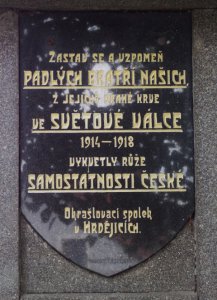 Zastav se a vzpomeň
padlých bratří našich,
z jejichž drahé krve
ve Světové válce
1914–1918
vykvetly růže
samostatnosti české
Okrašlovací spolek
v Hrdějicích.